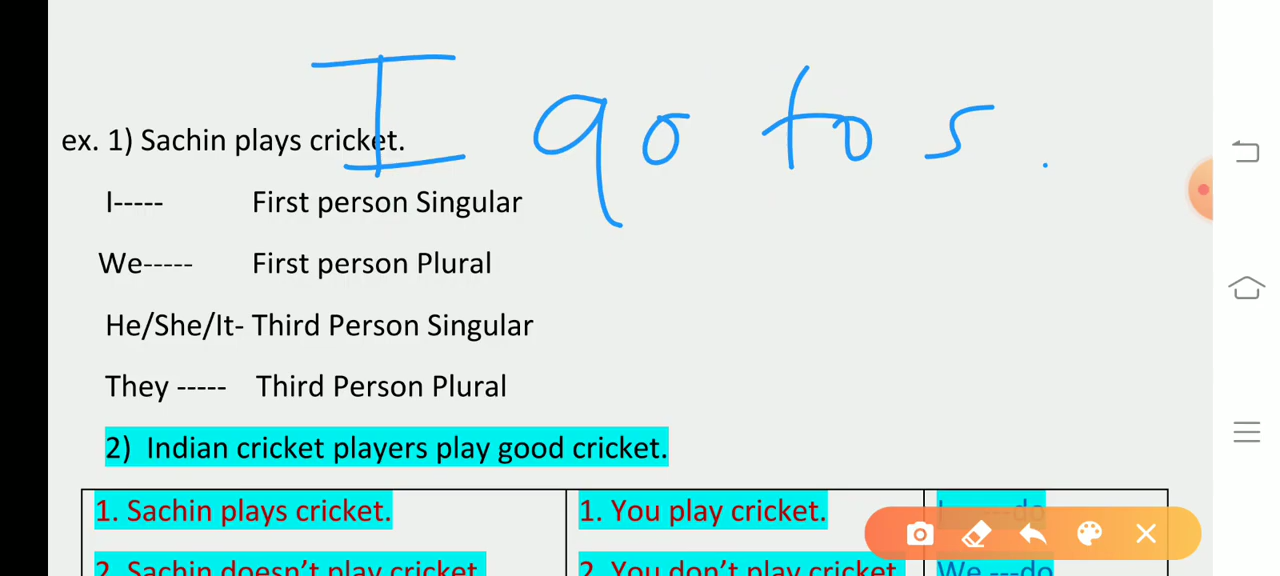 I go to s .
ex. 1) Sachin plays cricket.
I----- First person Singular
We----- First person Plural
He/She/It- Third Person Singular
They ----- Third Person Plural
2) Indian cricket players play good cricket.
1. Sachin plays cricket. 1. You play cricket. I ----do
2. Sachin doesn't play cricket 2. You don't play cricket We ---do